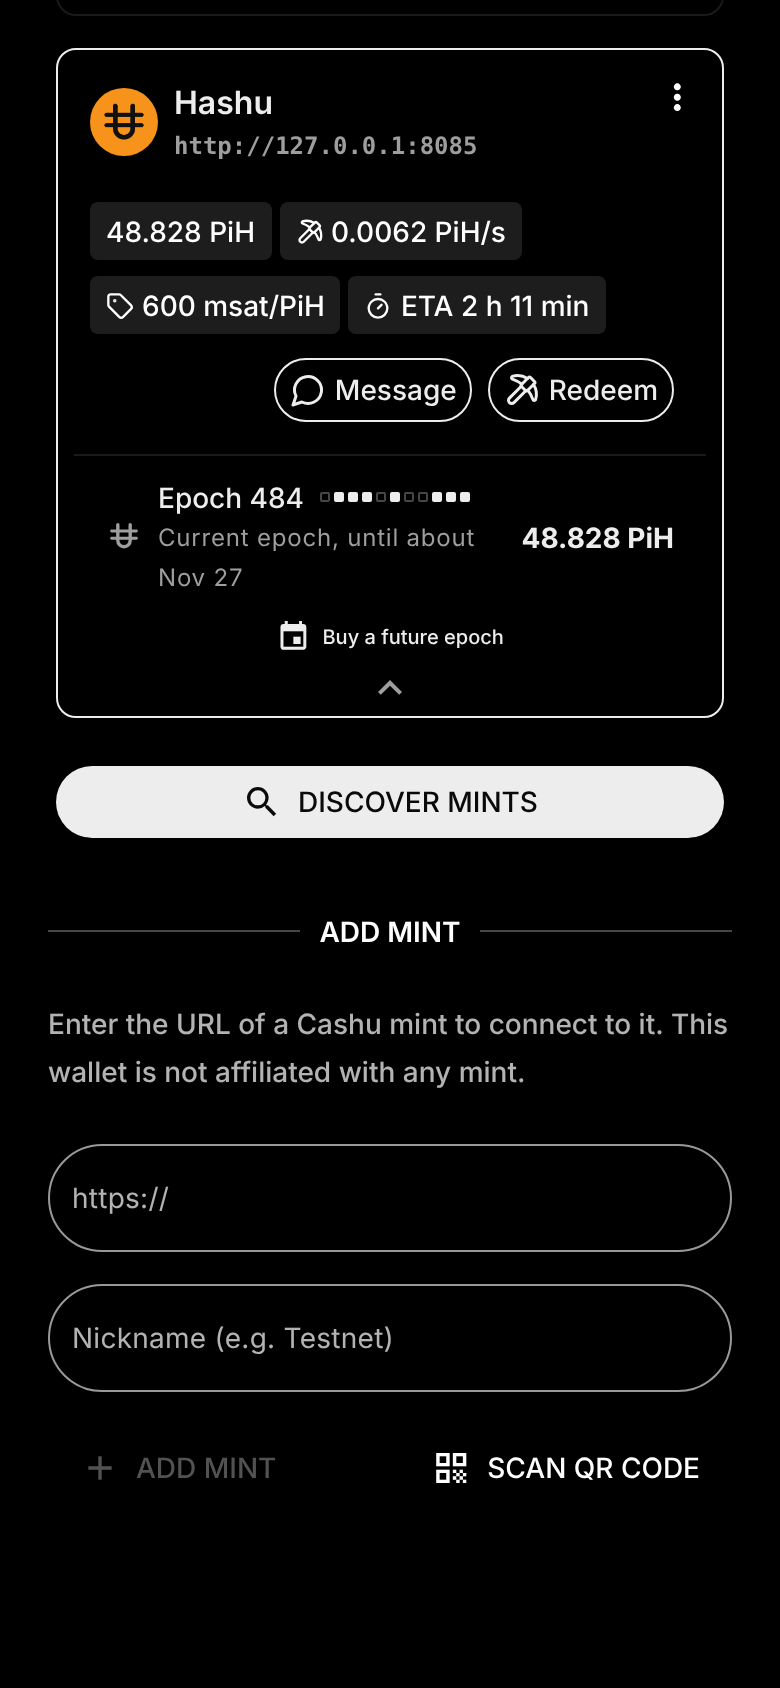 Hashu
http://127.0.0.1:8085
48.828 PiH
0.0062 PiH/s
600 msat/PiH
ETA 2 h 11 min
Message
Redeem
Epoch 484
Current epoch, until about
Nov 27
48.828 PiH
Buy a future epoch
DISCOVER MINTS
ADD MINT
Enter the URL of a Cashu mint to connect to it. This
wallet is not affiliated with any mint.
https://
Nickname (e.g. Testnet)
ADD MINT
SCAN QR CODE